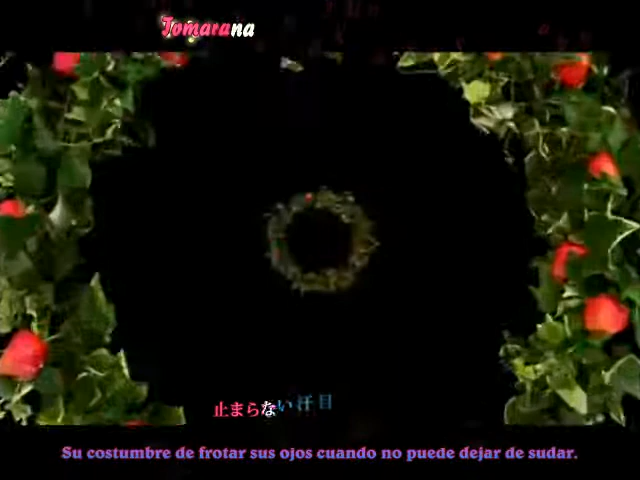 Tomarana
止まらない汗 目
Su costumbre de frotar sus ojos cuando no puede dejar de sudar.